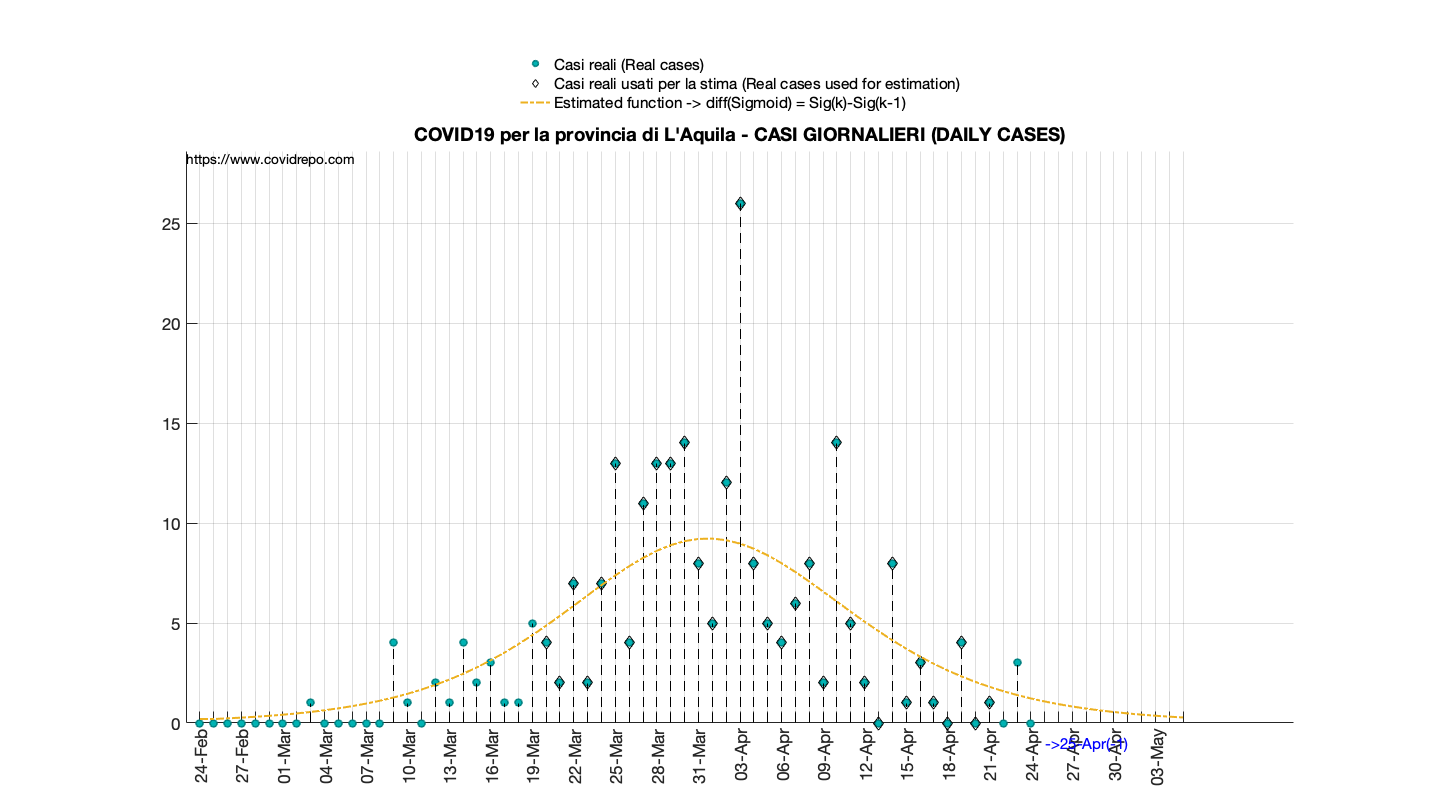 Casi reali (Real cases)
Casi reali usati per la stima (Real cases used for estimation)
Estimated function -> diff(Sigmoid) = Sig(k)-Sig(k-1)
COVID19 per la provincia di L'Aquila - CASI GIORNALIERI (DAILY CASES)
https://www.covidrepo.com
25
20
15
10
5
0
24-Feb
27-Feb
01-Mar
04-Mar
07-Mar
10-Mar
13-Mar
16-Mar
19-Mar
22-Mar
25-Mar
28-Mar
31-Mar
03-Apr
06-Apr
09-Apr
12-Apr
15-Apr
18-Apr
21-Apr
24-Apr
27-Apr
30-Apr
03-May
->25-Apr(-1)